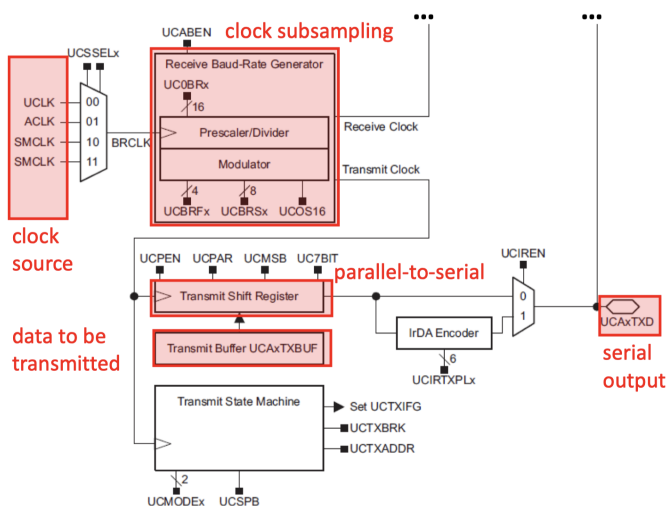 UCABEN
clock subsampling
UCSSELx
Receive Baud-Rate Generator
UC0BRx
16
UCLK
ACLK
SMCLK
SMCLK
00
01
10
11
BRCLK
Prescaler/Divider
Modulator
Receive Clock
Transmit Clock
4
8
UCBRFx
UCBRSx
UCOS16
clock
source
UCPEN
UCPAR
UCMSB
UC7BIT
parallel-to-serial
UCIREN
Transmit Shift Register
0
1
IrDA Encoder
6
UCIRTXPLx
UCAxTXD
serial
output
data to be
transmitted
Transmit Buffer UCAxTXBUF
Transmit State Machine
Set UCTXIFG
UCTXBRK
UCTXADDR
2
UCMODEx
UCSPB